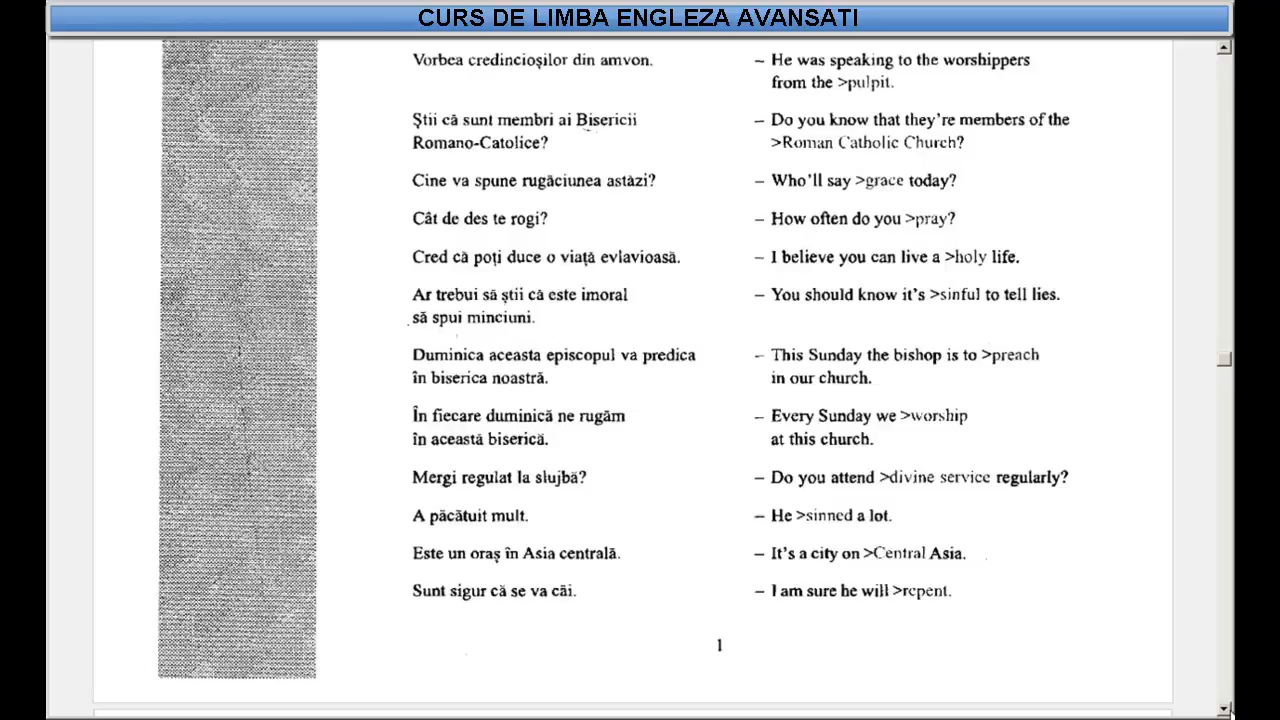 CURS DE LIMBA ENGLEZA AVANSATI
Vorbea credincioşilor din amvon.
– He was speaking to the worshippers
from the >pulpit.
Ştii că sunt membri ai Bisericii
Romano-Catolice?
– Do you know that they're members of the
>Roman Catholic Church?
Cine va spune rugăciunea astăzi?
– Who'll say >grace today?
Cât de des te rogi?
– How often do you >pray?
Cred că poţi duce o viaţă evlavioasă.
– I believe you can live a >holy life.
Ar trebui să ştii că este imoral
să spui minciuni.
– You should know it's >sinful to tell lies.
Duminica aceasta episcopul va predica
în biserica noastră.
– This Sunday the bishop is to >preach
in our church.
În fiecare duminică ne rugăm
în această biserică.
– Every Sunday we >worship
at this church.
Mergi regulat la slujbă?
– Do you attend >divine service regularly?
A păcătuit mult.
– He >sinned a lot.
Este un oraş în Asia centrală.
– It's a city on >Central Asia.
Sunt sigur că se va căi.
– I am sure he will >repent.
1